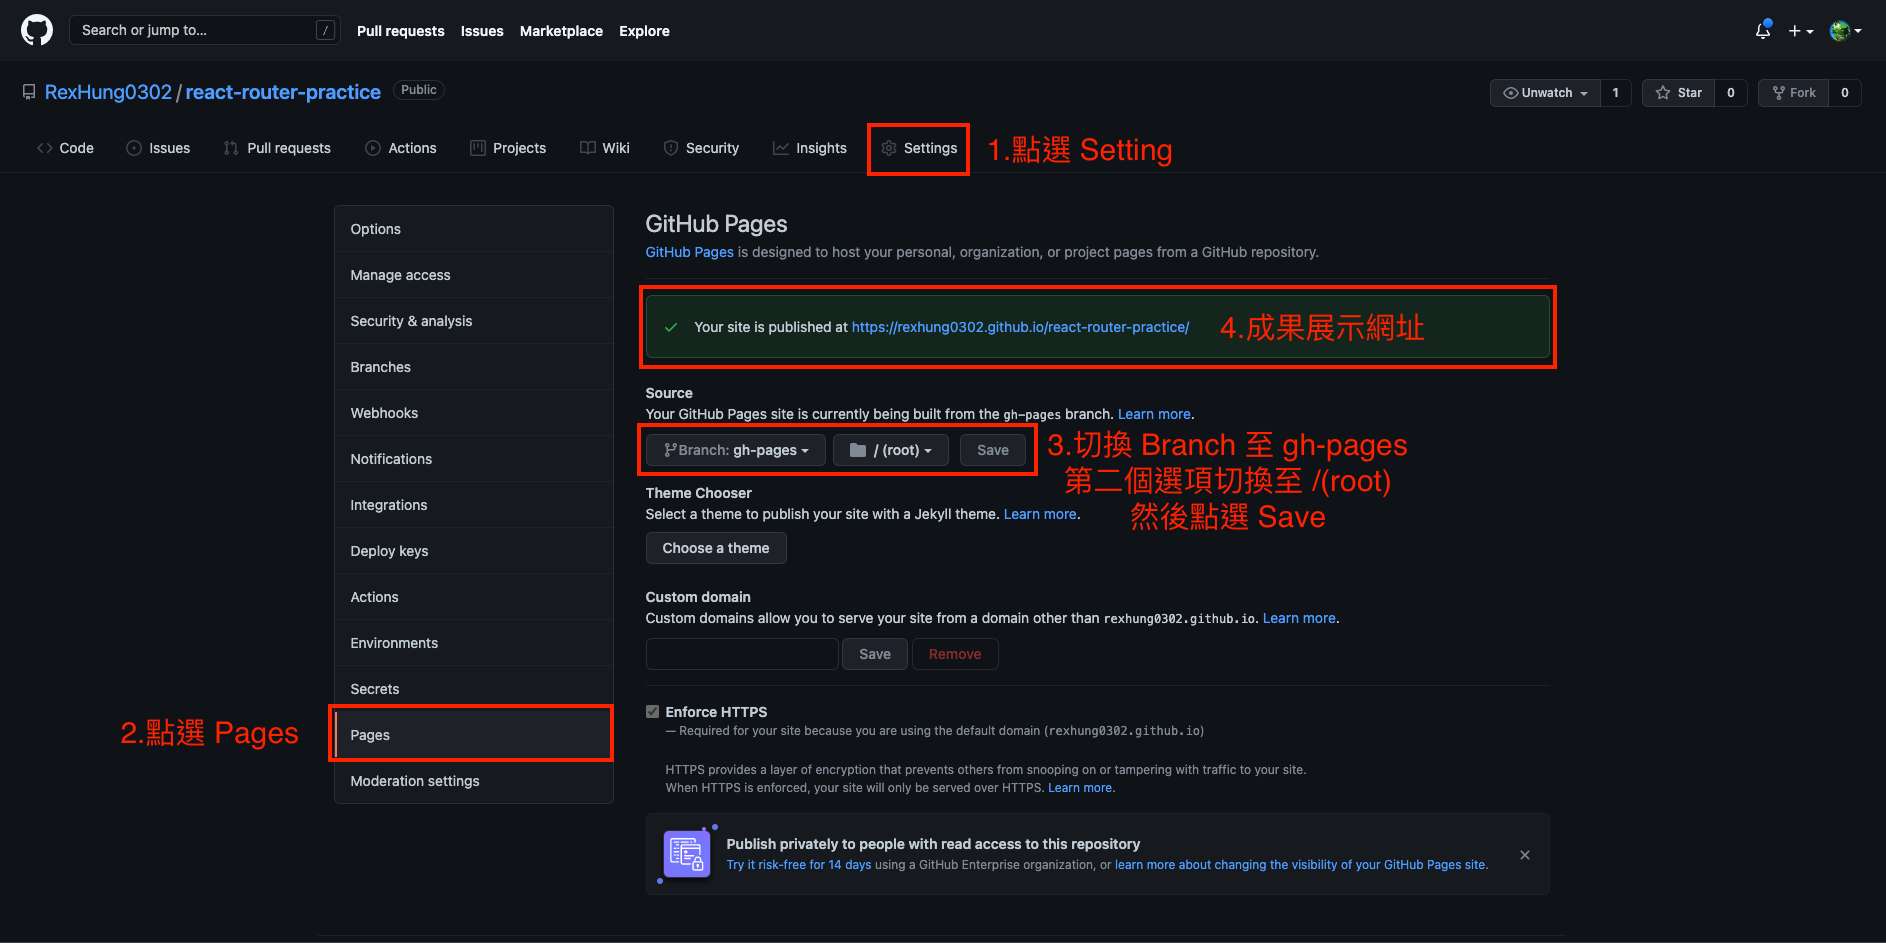 Search or jump to...
/
Pull requests
Issues
Marketplace
Explore
RexHung0302 / react-router-practice
Public
Unwatch
1
Star
0
Fork
0
Code
Issues
Pull requests
Actions
Projects
Wiki
Security
Insights
Settings
1.點選 Setting
Options
Manage access
Security & analysis
Branches
Webhooks
Notifications
Integrations
Deploy keys
Actions
Environments
Secrets
Pages
Moderation settings
2.點選 Pages
GitHub Pages
GitHub Pages is designed to host your personal, organization, or project pages from a GitHub repository.
Your site is published at https://rexhung0302.github.io/react-router-practice/
4.成果展示網址
Source
Your GitHub Pages site is currently being built from the gh-pages branch. Learn more.
Branch: gh-pages
/ (root)
Save
3.切換 Branch 至 gh-pages
第二個選項切換至 /(root)
然後點選 Save
Theme Chooser
Select a theme to publish your site with a Jekyll theme. Learn more.
Choose a theme
Custom domain
Custom domains allow you to serve your site from a domain other than rexhung0302.github.io. Learn more.
Save
Remove
Enforce HTTPS
— Required for your site because you are using the default domain (rexhung0302.github.io)
HTTPS provides a layer of encryption that prevents others from snooping on or tampering with traffic to your site.
When HTTPS is enforced, your site will only be served over HTTPS. Learn more.
Publish privately to people with read access to this repository
Try it risk-free for 14 days using a GitHub Enterprise organization, or learn more about changing the visibility of your GitHub Pages site.